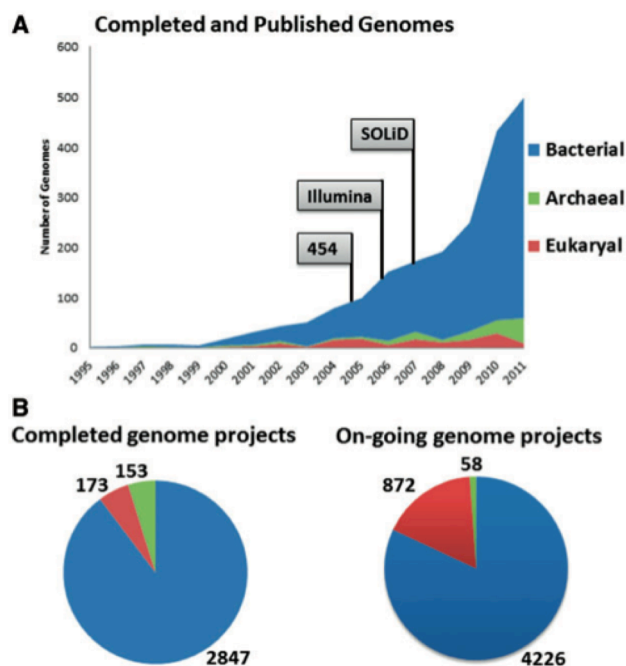 A
Completed and Published Genomes
Number of Genomes
600
500
400
300
200
100
0
SOLiD
Illumina
454
Bacterial
Archaeal
Eukaryal
1995 1996 1997 1998 1999 2000 2001 2002 2003 2004 2005 2006 2007 2008 2009 2010 2011
B
Completed genome projects
173 153
2847
On-going genome projects
872 58
4226